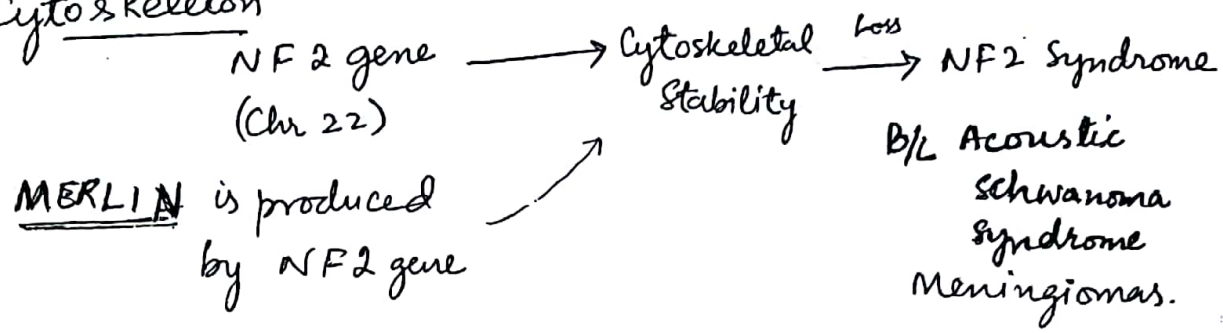 Cytoskeleton
NF2 gene → Cytoskeletal Loss → NF2 Syndrome
(Chr 22) Stability
B/L Acoustic
MERLIN is produced schwanoma
by NF2 gene syndrome
Meningiomas.